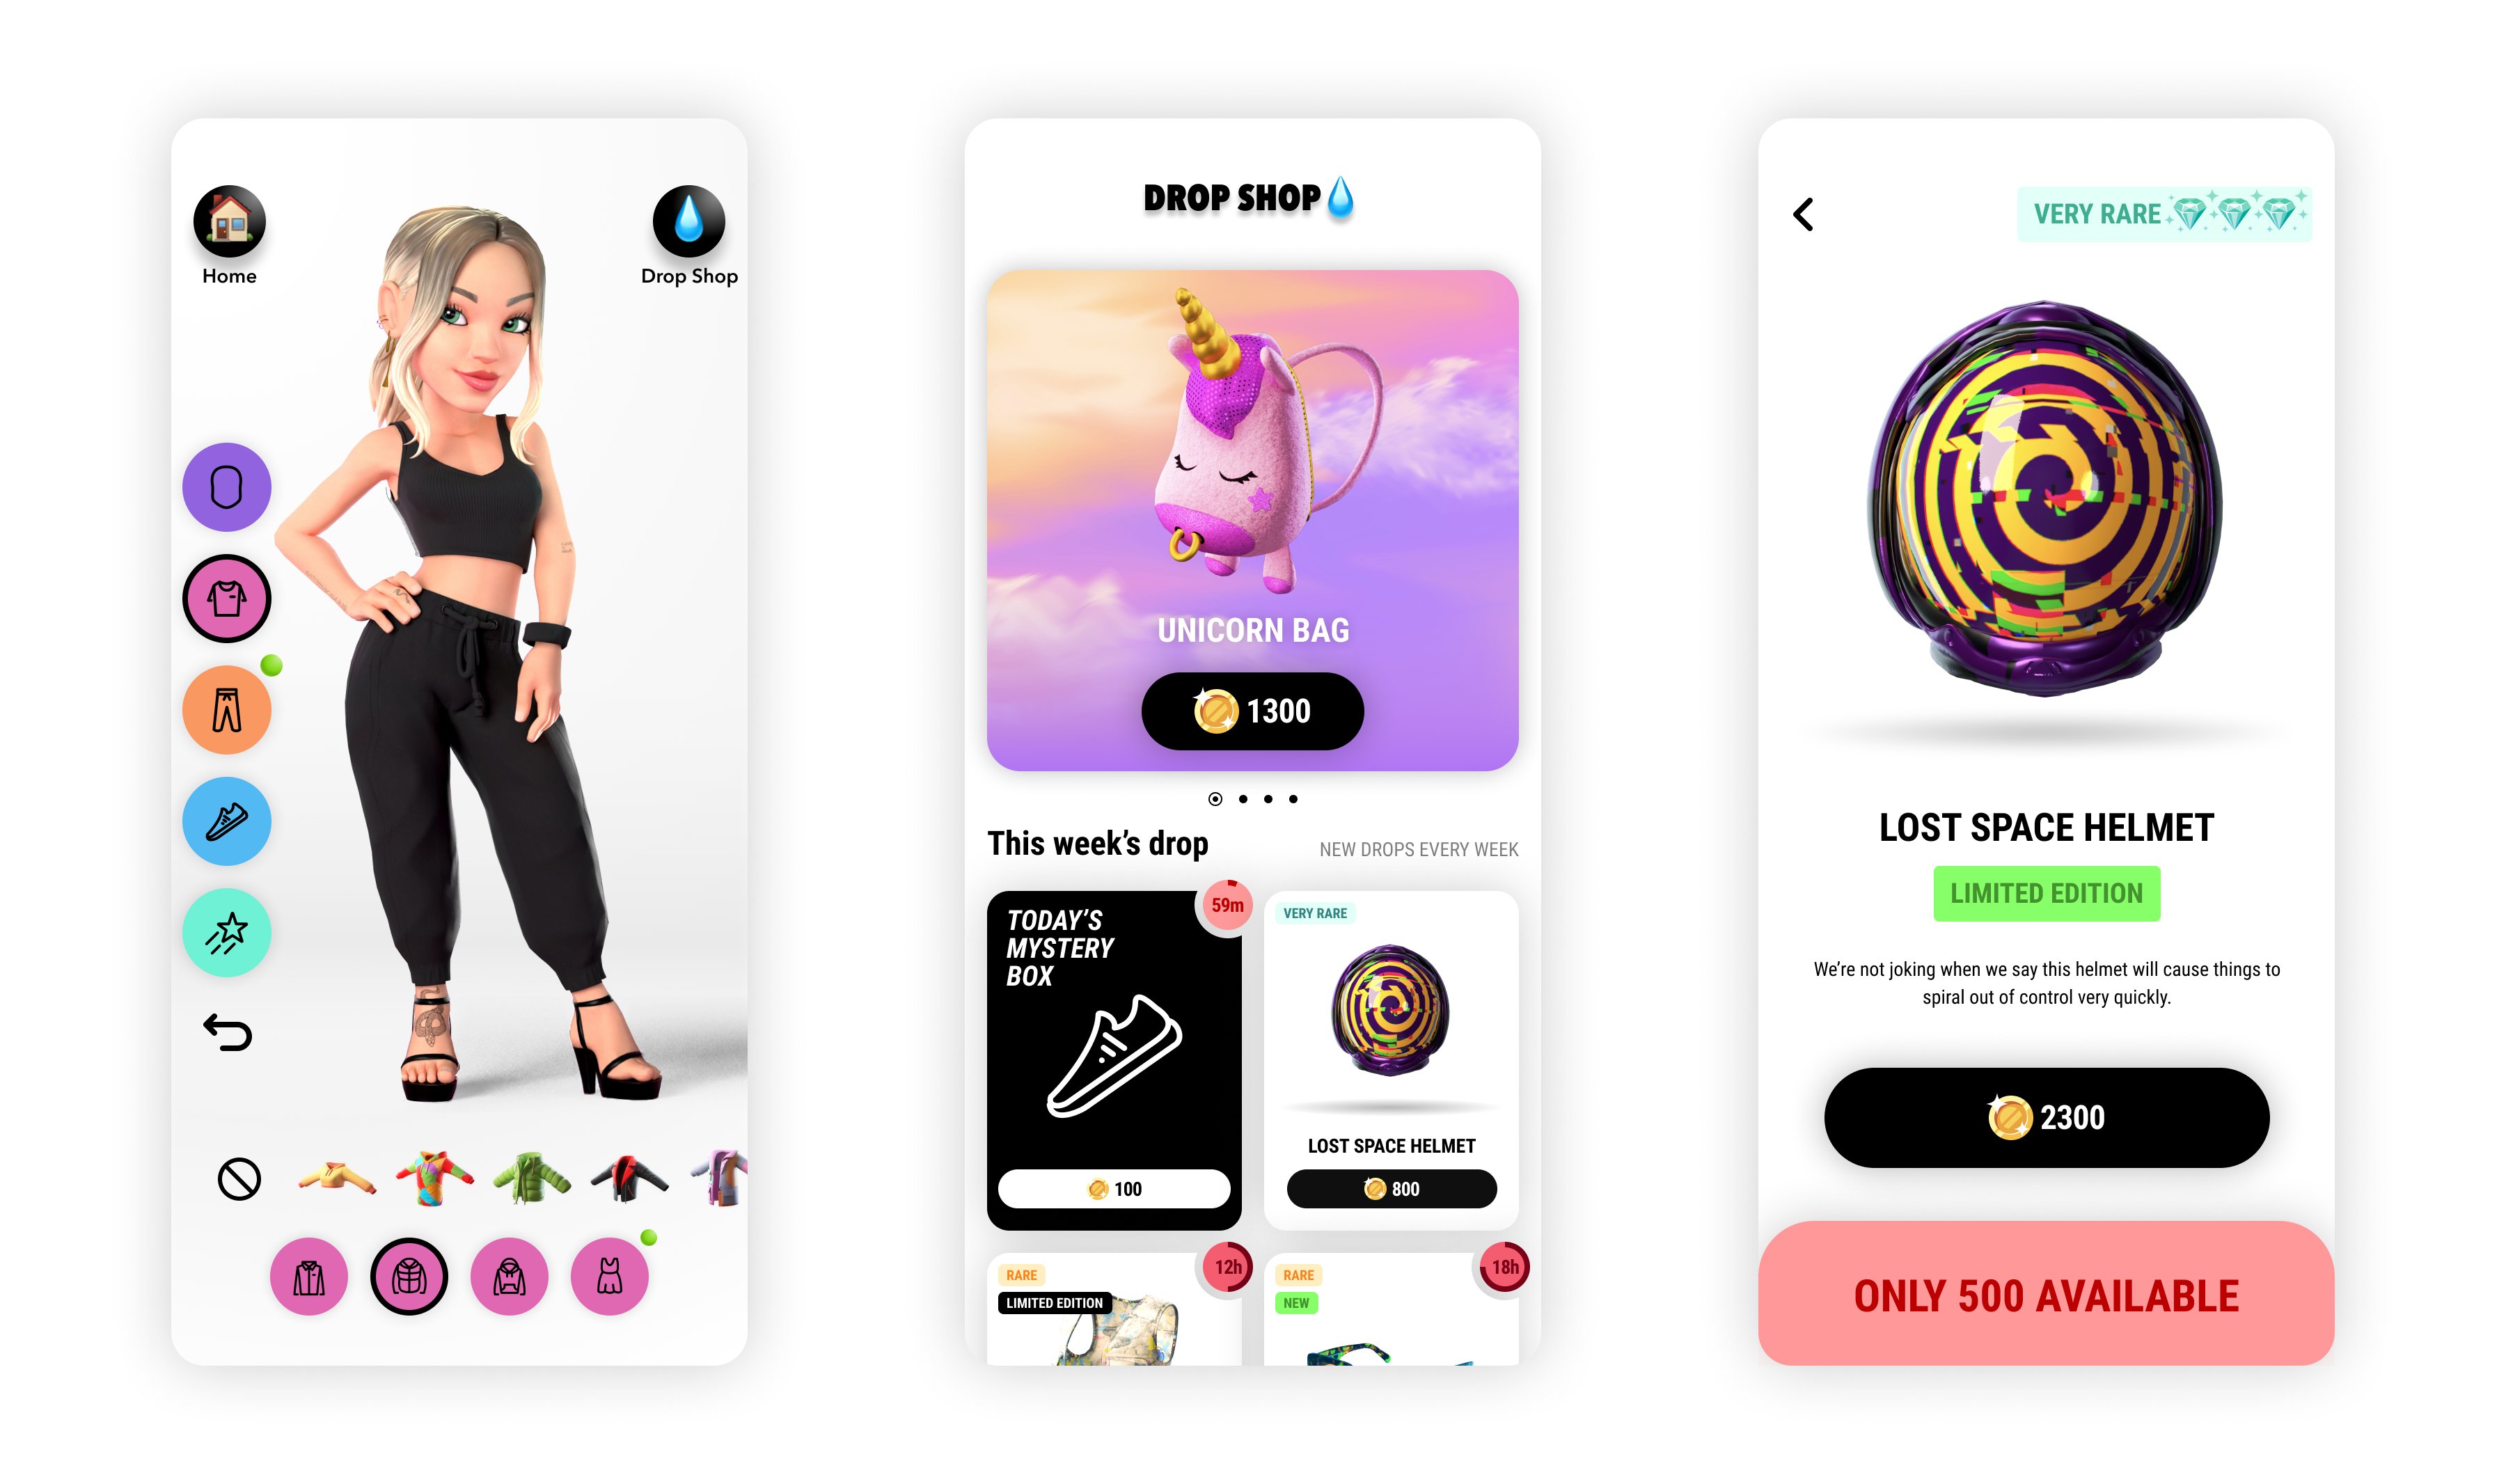 Home
Drop Shop
DROP SHOP
UNICORN BAG
1300
This week's drop
NEW DROPS EVERY WEEK
TODAY'S
MYSTERY
BOX
59m
100
VERY RARE
LOST SPACE HELMET
800
RARE
LIMITED EDITION
12h
RARE
NEW
18h
VERY RARE
LOST SPACE HELMET
LIMITED EDITION
We're not joking when we say this helmet will cause things to
spiral out of control very quickly.
2300
ONLY 500 AVAILABLE